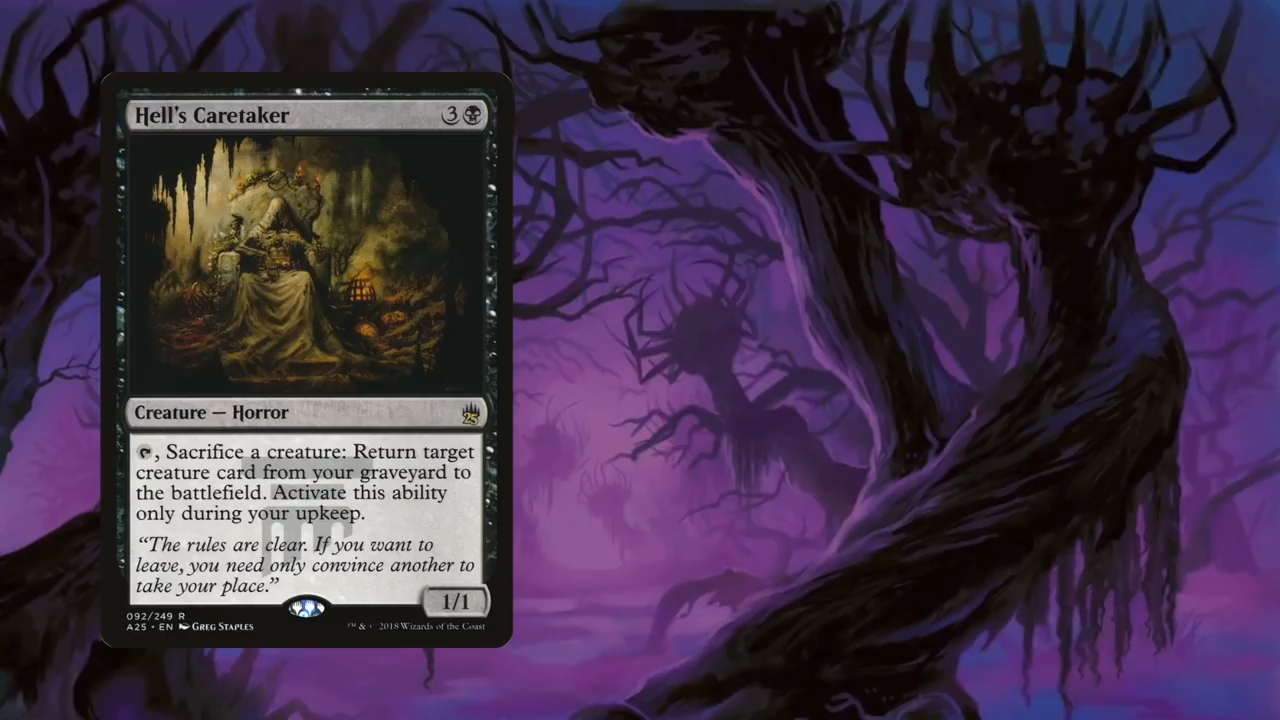 Hell's Caretaker
3
Creature — Horror
25
, Sacrifice a creature: Return target
creature card from your graveyard to
the battlefield. Activate this ability
only during your upkeep.
“The rules are clear. If you want to
leave, you need only convince another to
take your place.”
1/1
092/249 R
A25 • EN Greg Staples
™ & © 2018 Wizards of the Coast